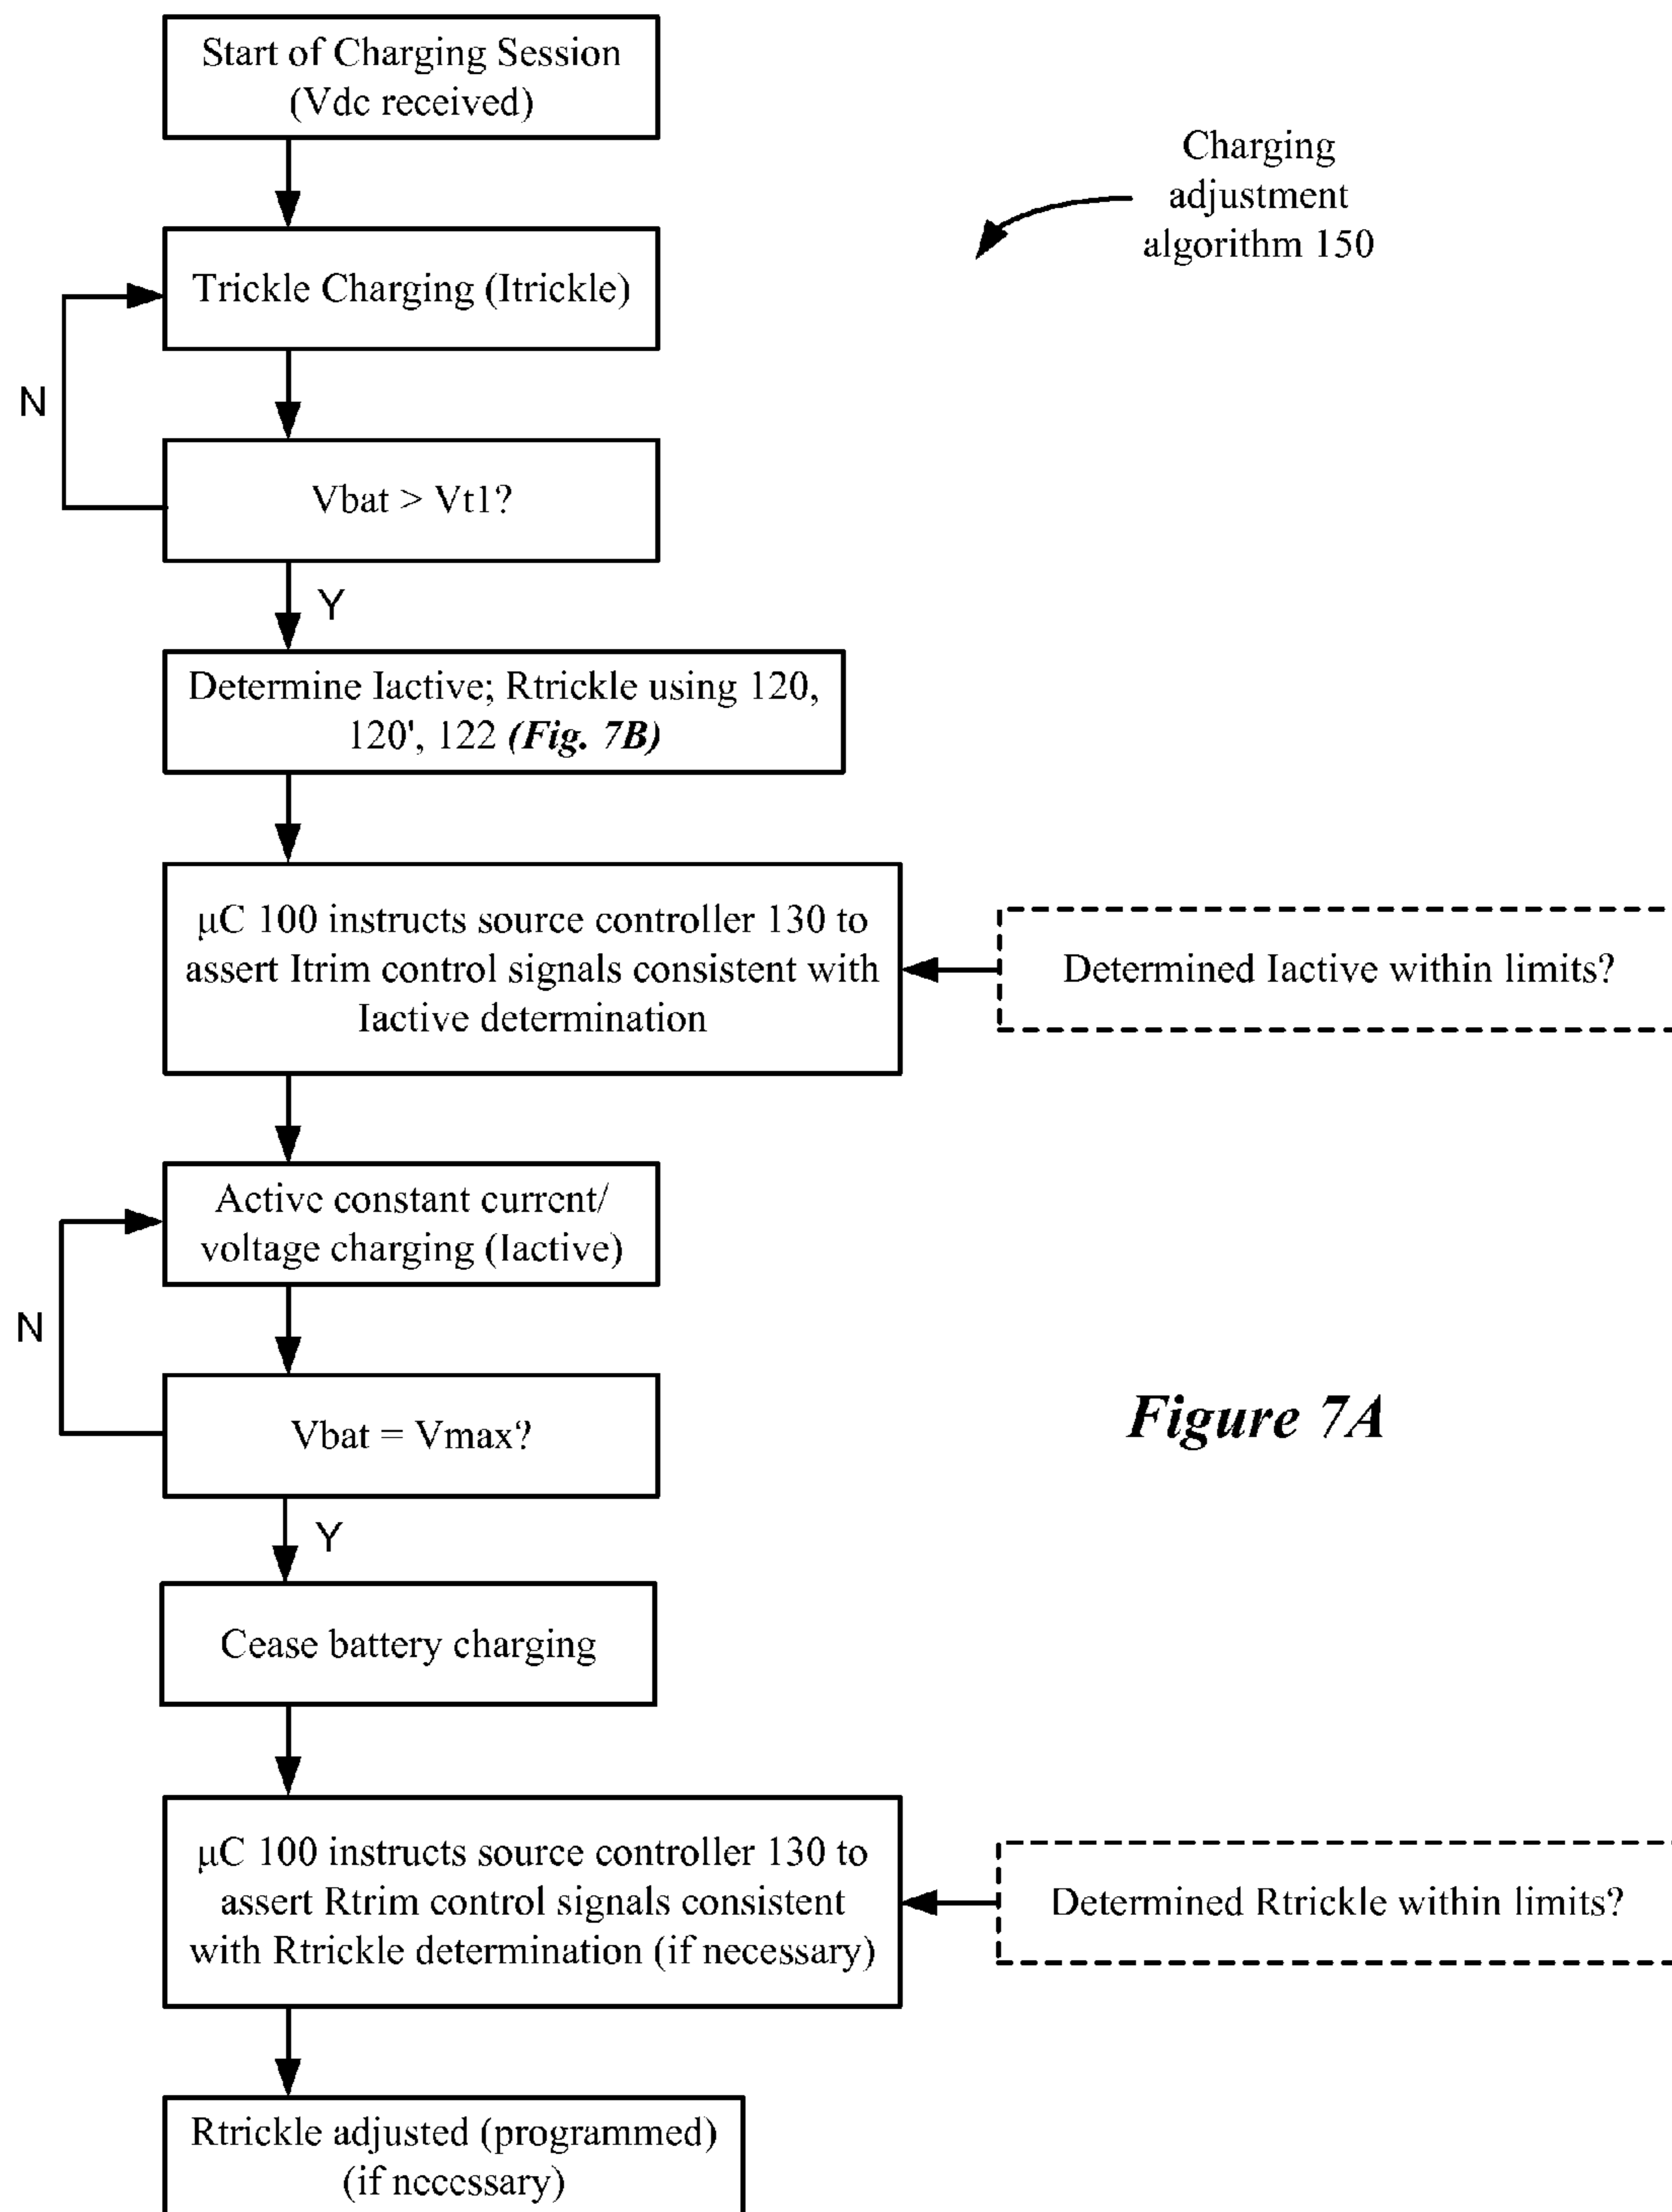 Start of Charging Session
(Vdc received)
Charging
adjustment
algorithm 150
Trickle Charging (Itrickle)
N
Vbat > Vt1?
Y
Determine Iactive; Rtrickle using 120,
120', 122 (Fig. 7B)
µC 100 instructs source controller 130 to
assert Itrim control signals consistent with
Iactive determination
Determined Iactive within limits?
Active constant current/
voltage charging (Iactive)
N
Vbat = Vmax?
Figure 7A
Y
Cease battery charging
µC 100 instructs source controller 130 to
assert Rtrim control signals consistent
with Rtrickle determination (if necessary)
Determined Rtrickle within limits?
Rtrickle adjusted (programmed)
(if necessary)